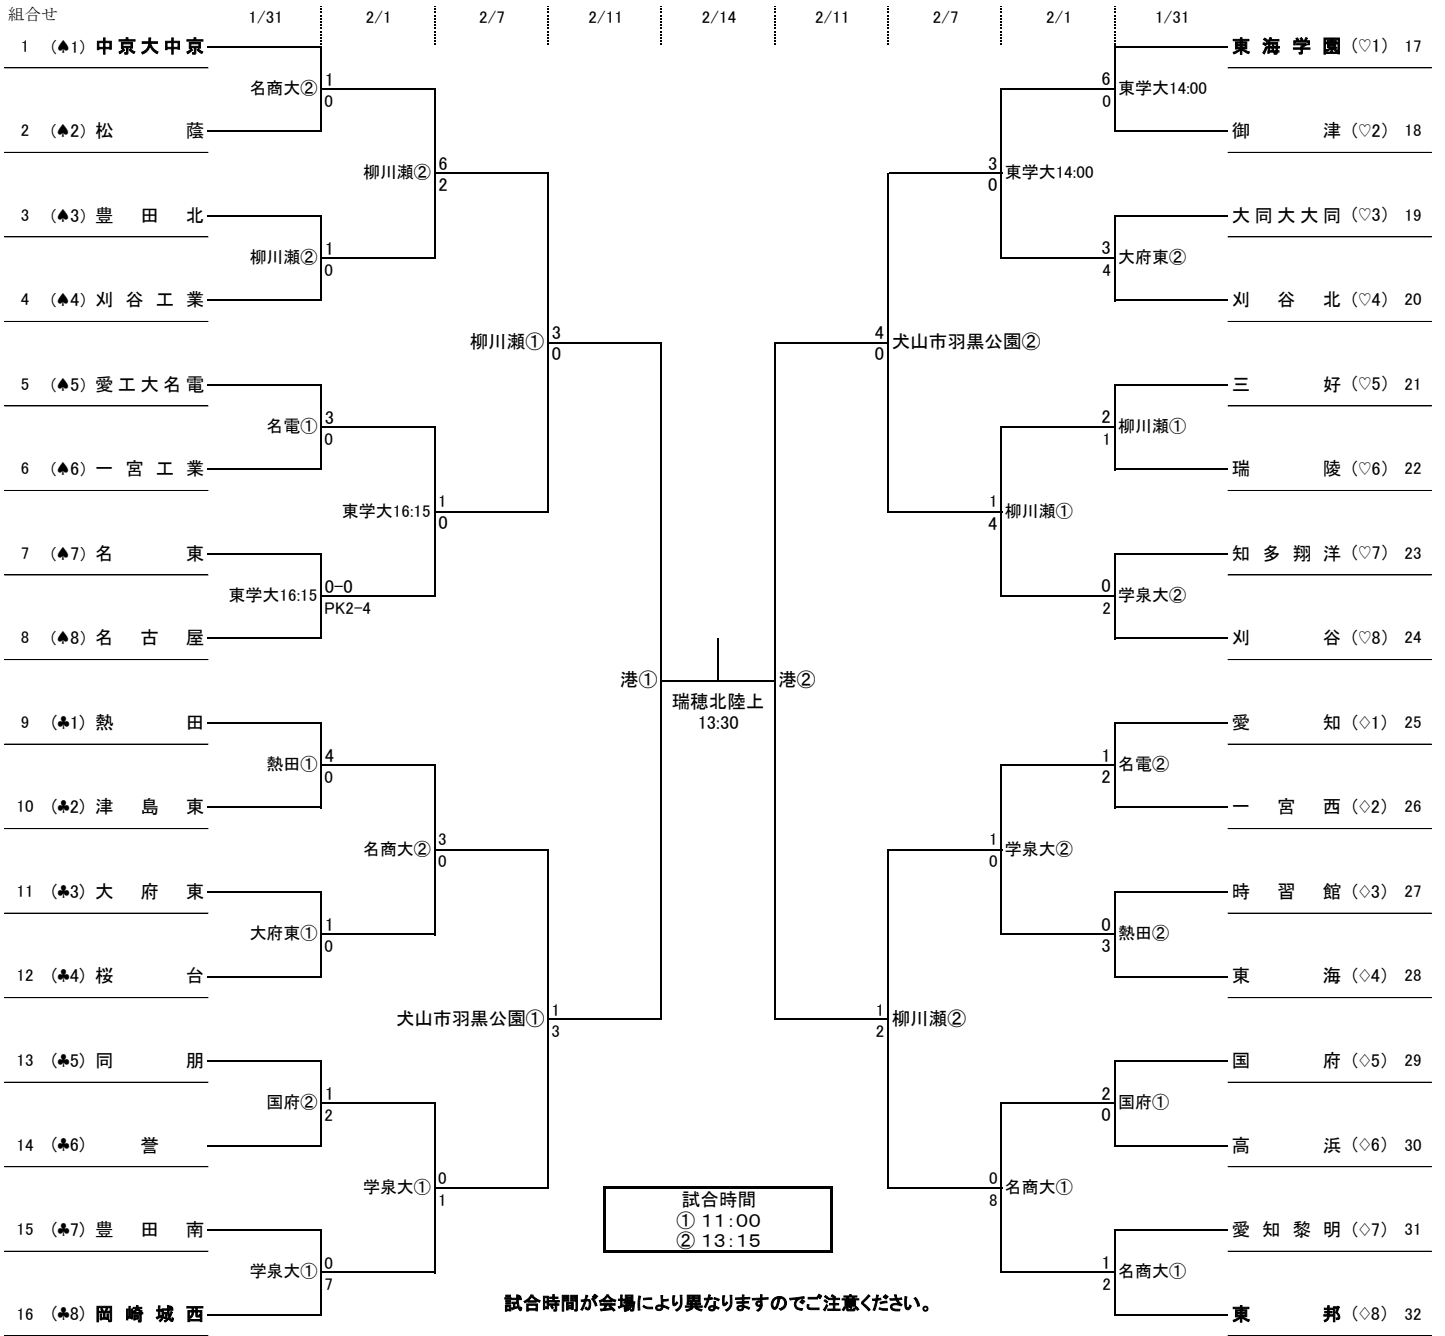 組合せ
1/31 2/1 2/7 2/11 2/14 2/11 2/7 2/1 1/31
1 (♠1) 中京大中京
東海学園 (♡1) 17
名商大② 1
0
6
0 東学大14:00
2 (♠2) 松蔭
御津 (♡2) 18
柳川瀬② 6
2
3
0 東学大14:00
3 (♠3) 豊田北
大同大大同 (♡3) 19
柳川瀬② 1
0
3
4 大府東②
4 (♠4) 刈谷工業
刈谷北 (♡4) 20
柳川瀬① 3
0
4
0 犬山市羽黒公園②
5 (♠5) 愛工大名電
三好 (♡5) 21
名電① 3
0
2
1 柳川瀬①
6 (♠6) 一宮工業
瑞陵 (♡6) 22
東学大16:15 1
0
1
4 柳川瀬①
7 (♠7) 名東
知多翔洋 (♡7) 23
東学大16:15 0-0
PK2-4
0
2 学泉大②
8 (♠8) 名古屋
刈谷 (♡8) 24
港① 港②
瑞穂北陸上
13:30
9 (♣1) 熱田
愛知 (♢1) 25
熱田① 4
0
1
2 名電②
10 (♣2) 津島東
一宮西 (♢2) 26
名商大② 3
0
1
0 学泉大②
11 (♣3) 大府東
時習館 (♢3) 27
大府東① 1
0
0
3 熱田②
12 (♣4) 桜台
東海 (♢4) 28
犬山市羽黒公園① 1
3
1
2 柳川瀬②
13 (♣5) 同朋
国府 (♢5) 29
国府② 1
2
2
0 国府①
14 (♣6) 誉
高浜 (♢6) 30
学泉大① 0
1
0
8 名商大①
試合時間
① 11:00
② 13:15
15 (♣7) 豊田南
愛知黎明 (♢7) 31
学泉大① 0
7
1
2 名商大①
試合時間が会場により異なりますのでご注意ください。
16 (♣8) 岡崎城西
東邦 (♢8) 32